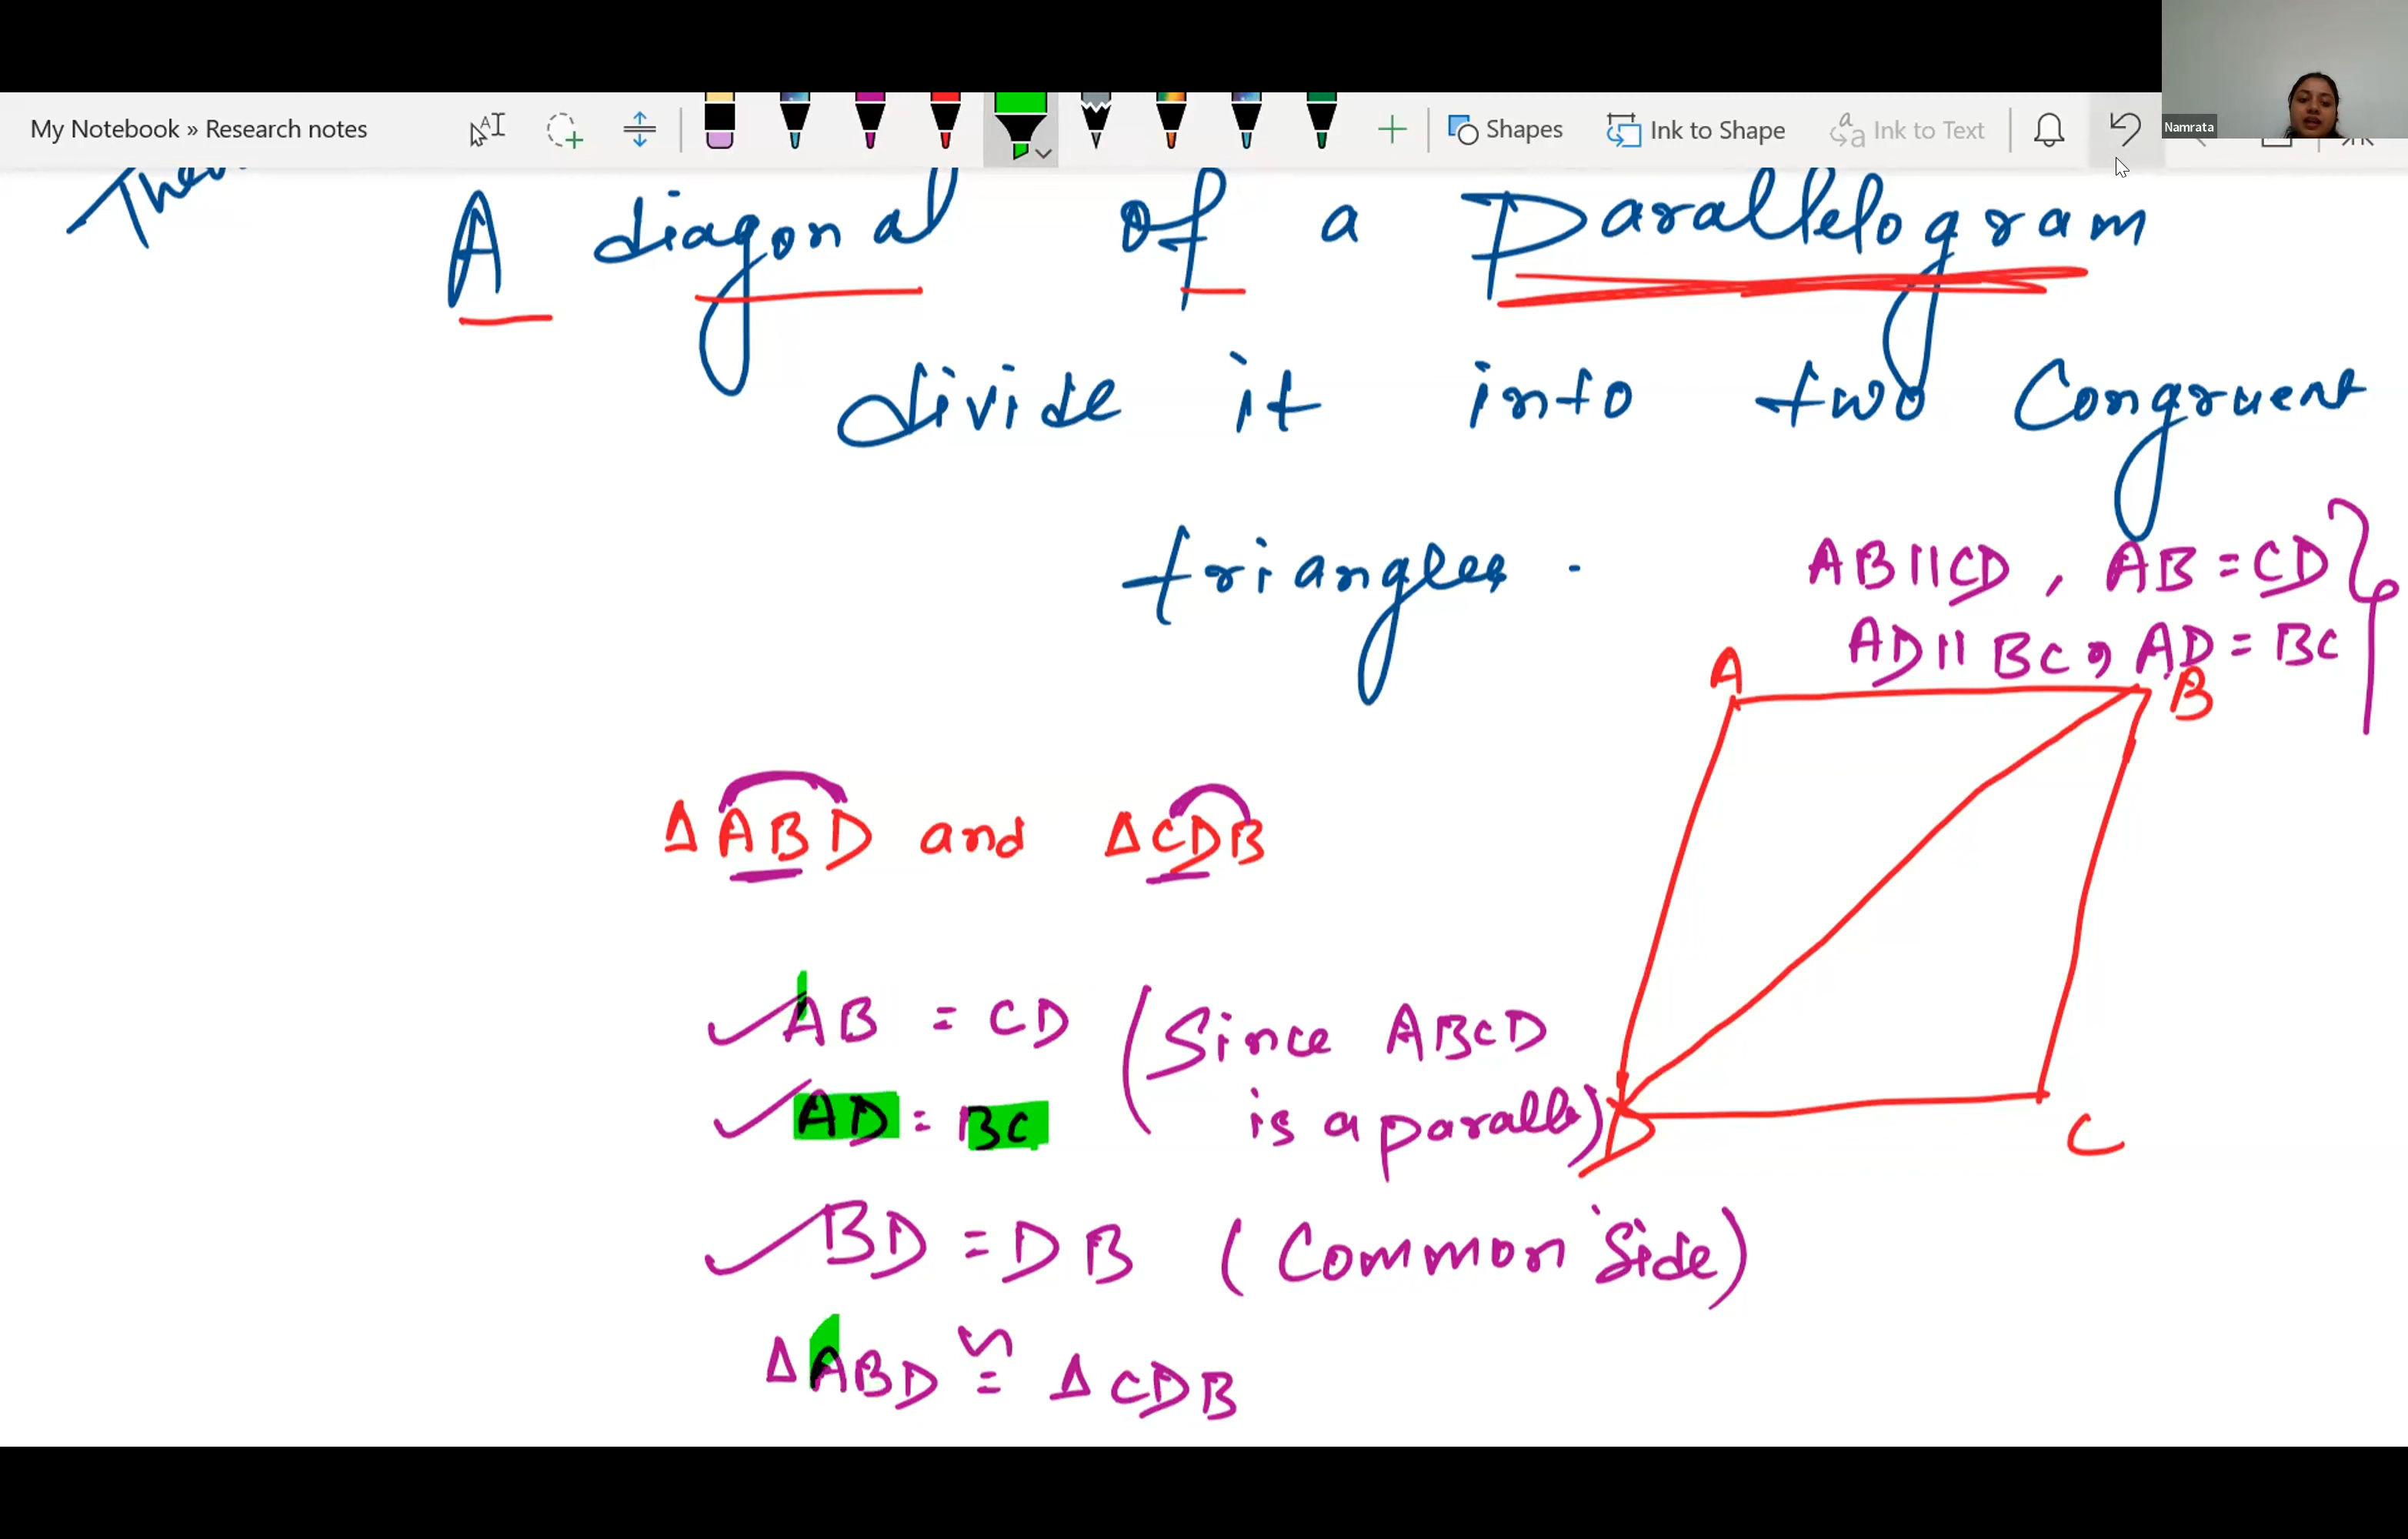 Namrata
My Notebook » Research notes
Shapes
Ink to Shape
Ink to Text
A diagonal of a Parallelogram
divide it into two Congruent
triangles.
AB || CD, AB = CD
AD || BC, AD = BC
A
B
Δ ABD and Δ CDB
AB = CD (Since ABCD
AD = BC is a parallo)
D
C
BD = DB (Common Side)
Δ ABD ≅ Δ CDB